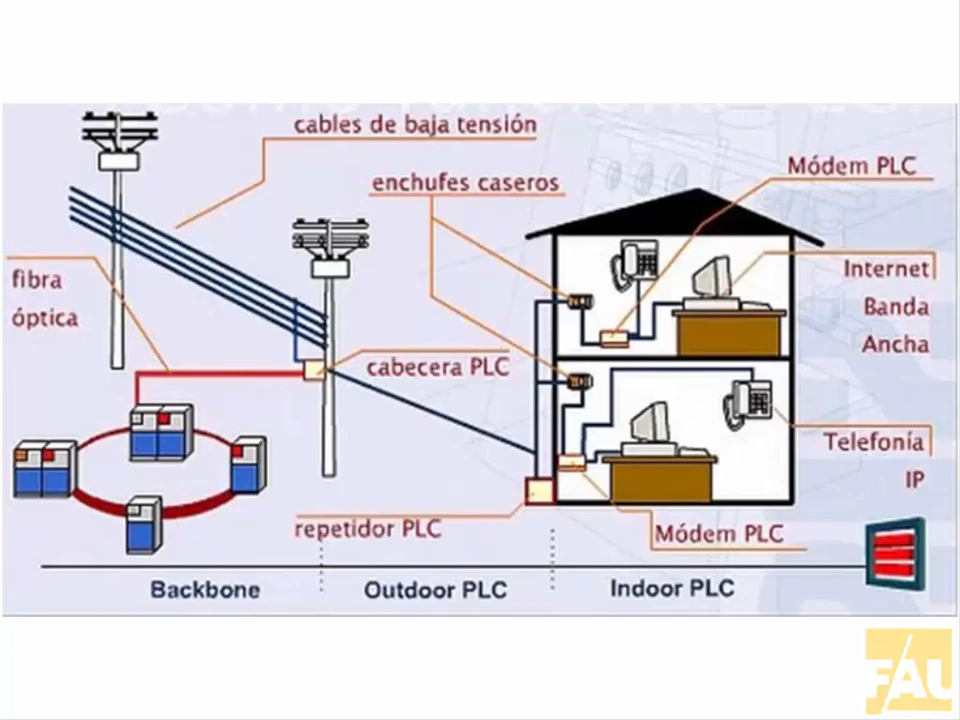 cables de baja tensión
enchufes caseros
Módem PLC
fibra
óptica
Internet
Banda
Ancha
cabecera PLC
Telefonía
IP
repetidor PLC
Módem PLC
Backbone
Outdoor PLC
Indoor PLC
FAU